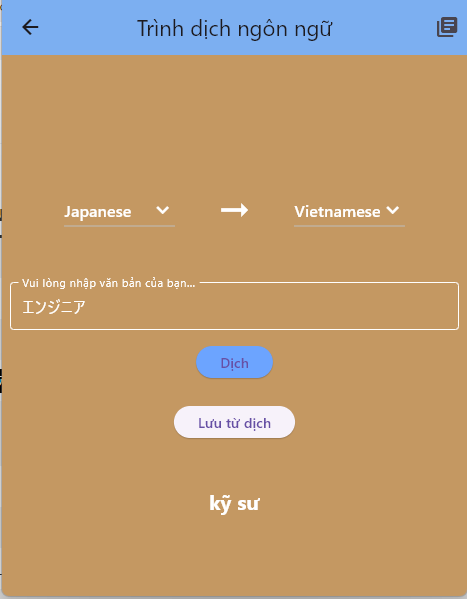 Trình dịch ngôn ngữ
Japanese
Vietnamese
Vui lòng nhập văn bản của bạn...
エンジニア
Dịch
Lưu từ dịch
kỹ sư